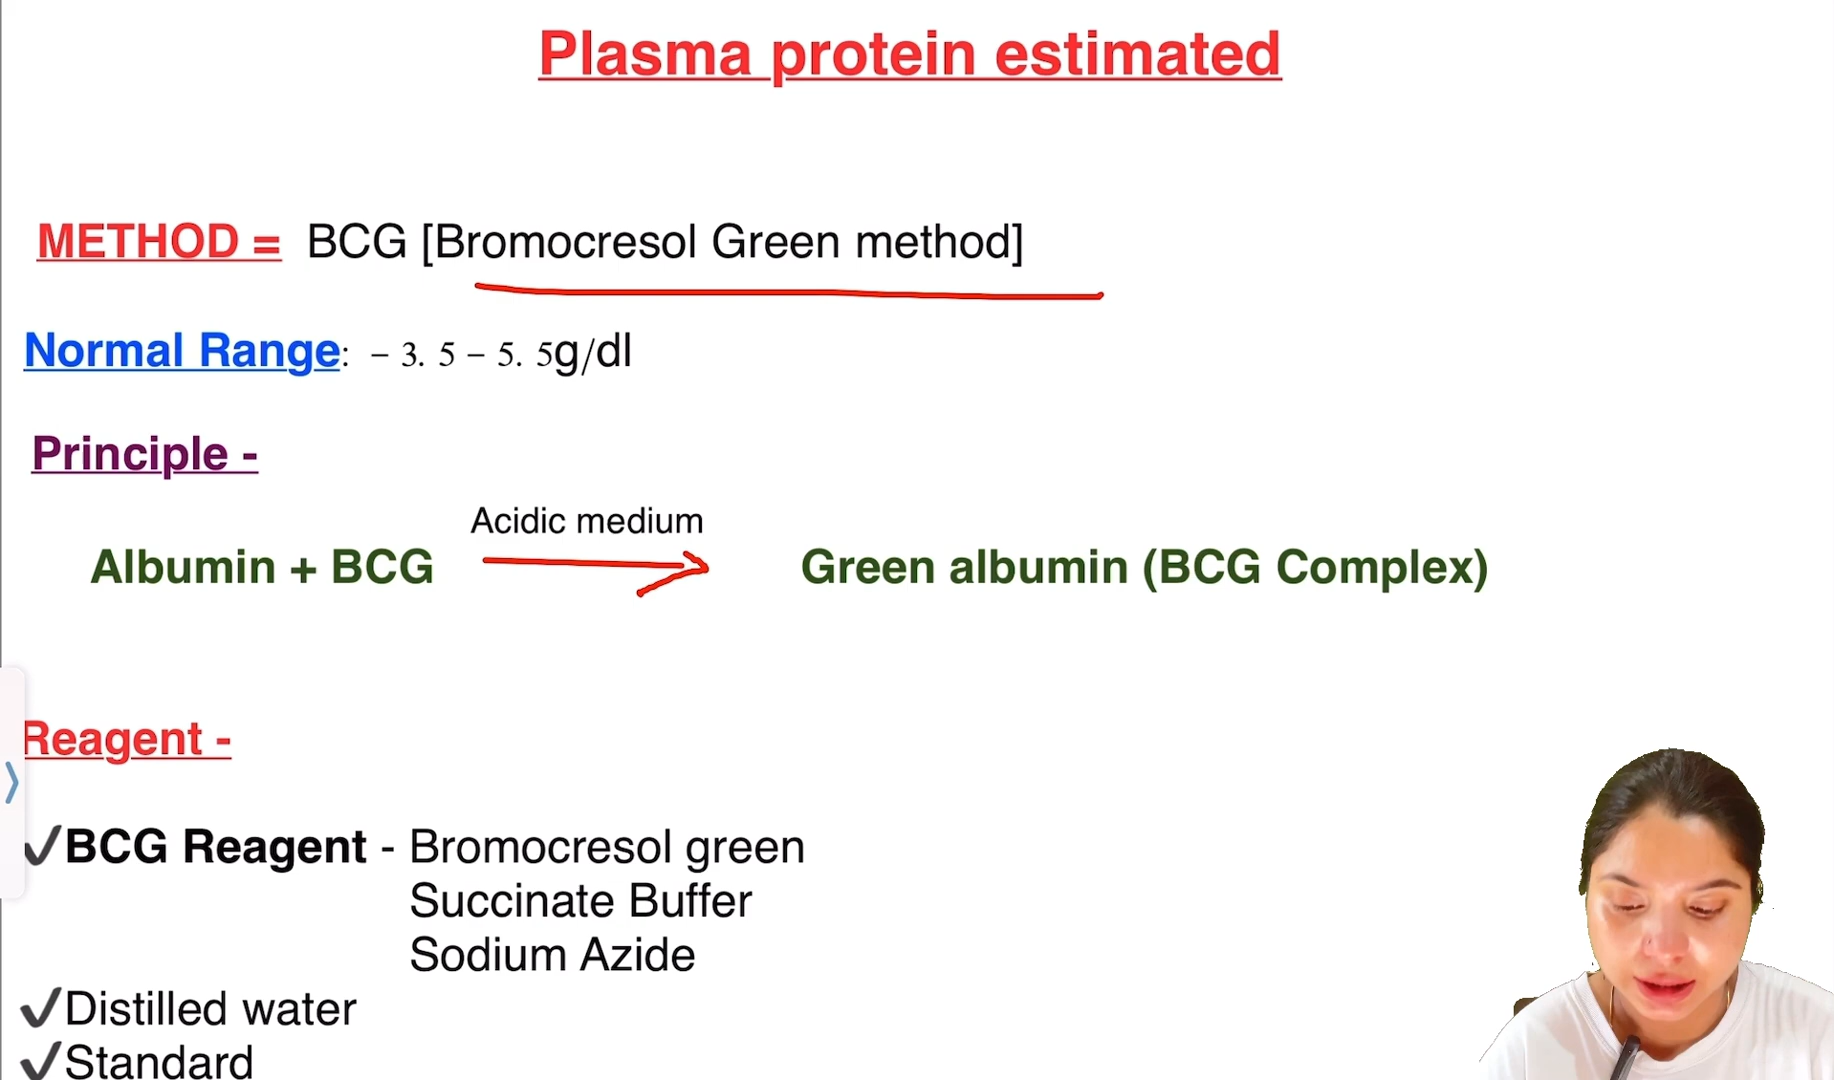 Plasma protein estimated
METHOD = BCG [Bromocresol Green method]
Normal Range: – 3. 5 – 5. 5g/dl
Principle -
Acidic medium
Albumin + BCG Green albumin (BCG Complex)
Reagent -
✓BCG Reagent - Bromocresol green
Succinate Buffer
Sodium Azide
✓Distilled water
✓Standard